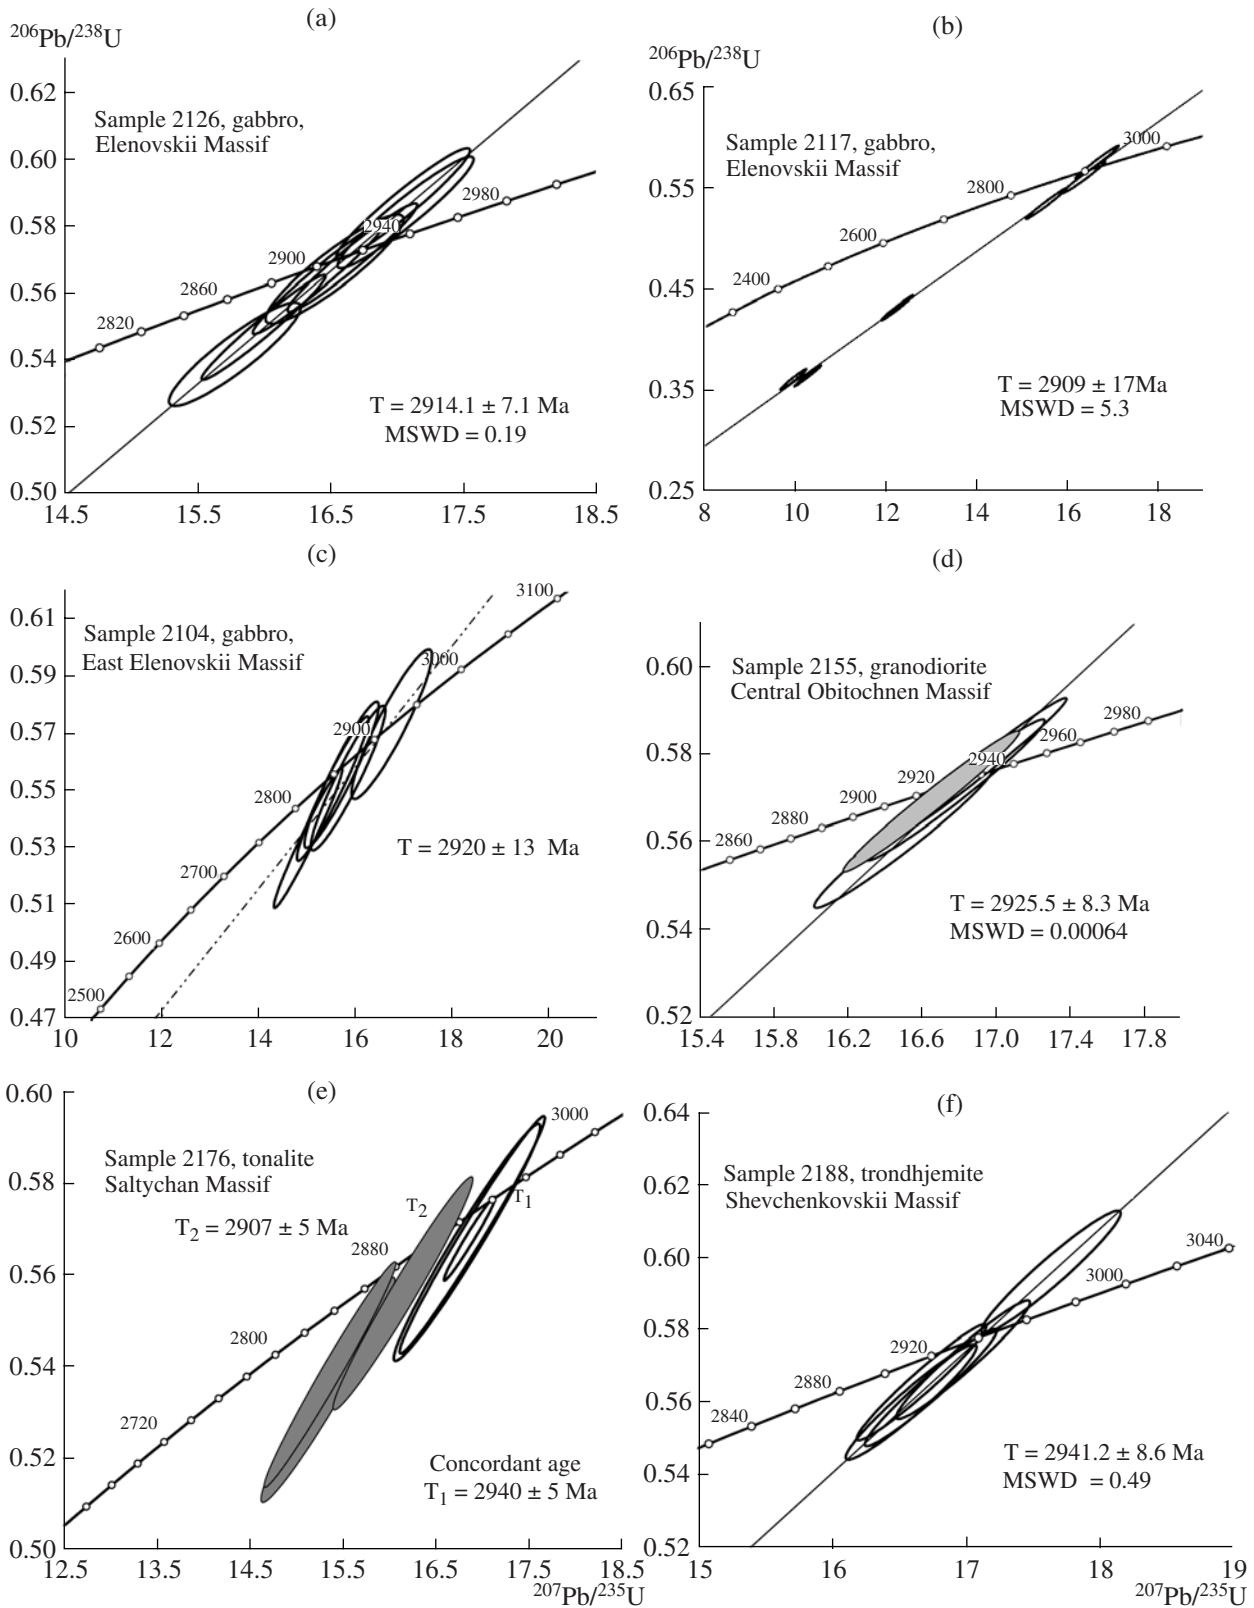 (a)
²⁰⁶Pb/²³⁸U
0.62
0.60
0.58
0.56
0.54
0.52
0.50
Sample 2126, gabbro,
Elenovskii Massif
2820
2860
2900
2940
2980
T = 2914.1 ± 7.1 Ma
MSWD = 0.19
14.5 15.5 16.5 17.5 18.5
(b)
²⁰⁶Pb/²³⁸U
0.65
0.55
0.45
0.35
0.25
Sample 2117, gabbro,
Elenovskii Massif
2400
2600
2800
3000
T = 2909 ± 17Ma
MSWD = 5.3
8 10 12 14 16 18
(c)
0.61
0.59
0.57
0.55
0.53
0.51
0.49
0.47
Sample 2104, gabbro,
East Elenovskii Massif
2500
2600
2700
2800
2900
3000
3100
T = 2920 ± 13 Ma
10 12 14 16 18 20
(d)
0.60
0.58
0.56
0.54
0.52
Sample 2155, granodiorite
Central Obitochnen Massif
2860
2880
2900
2920
2940
2960
2980
T = 2925.5 ± 8.3 Ma
MSWD = 0.00064
15.4 15.8 16.2 16.6 17.0 17.4 17.8
(e)
0.60
0.58
0.56
0.54
0.52
0.50
Sample 2176, tonalite
Saltychan Massif
T₂ = 2907 ± 5 Ma
2720
2800
2880
3000
T₂
T₁
Concordant age
T₁ = 2940 ± 5 Ma
12.5 13.5 14.5 15.5 16.5 17.5 18.5
²⁰⁷Pb/²³⁵U
(f)
0.64
0.62
0.60
0.58
0.56
0.54
0.52
Sample 2188, trondhjemite
Shevchenkovskii Massif
2840
2880
2920
3000
3040
T = 2941.2 ± 8.6 Ma
MSWD = 0.49
15 16 17 18 19
²⁰⁷Pb/²³⁵U